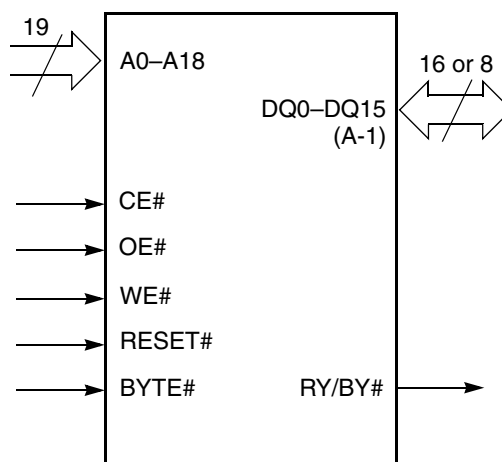 19
A0–A18
16 or 8
DQ0–DQ15
(A-1)
CE#
OE#
WE#
RESET#
BYTE#
RY/BY#